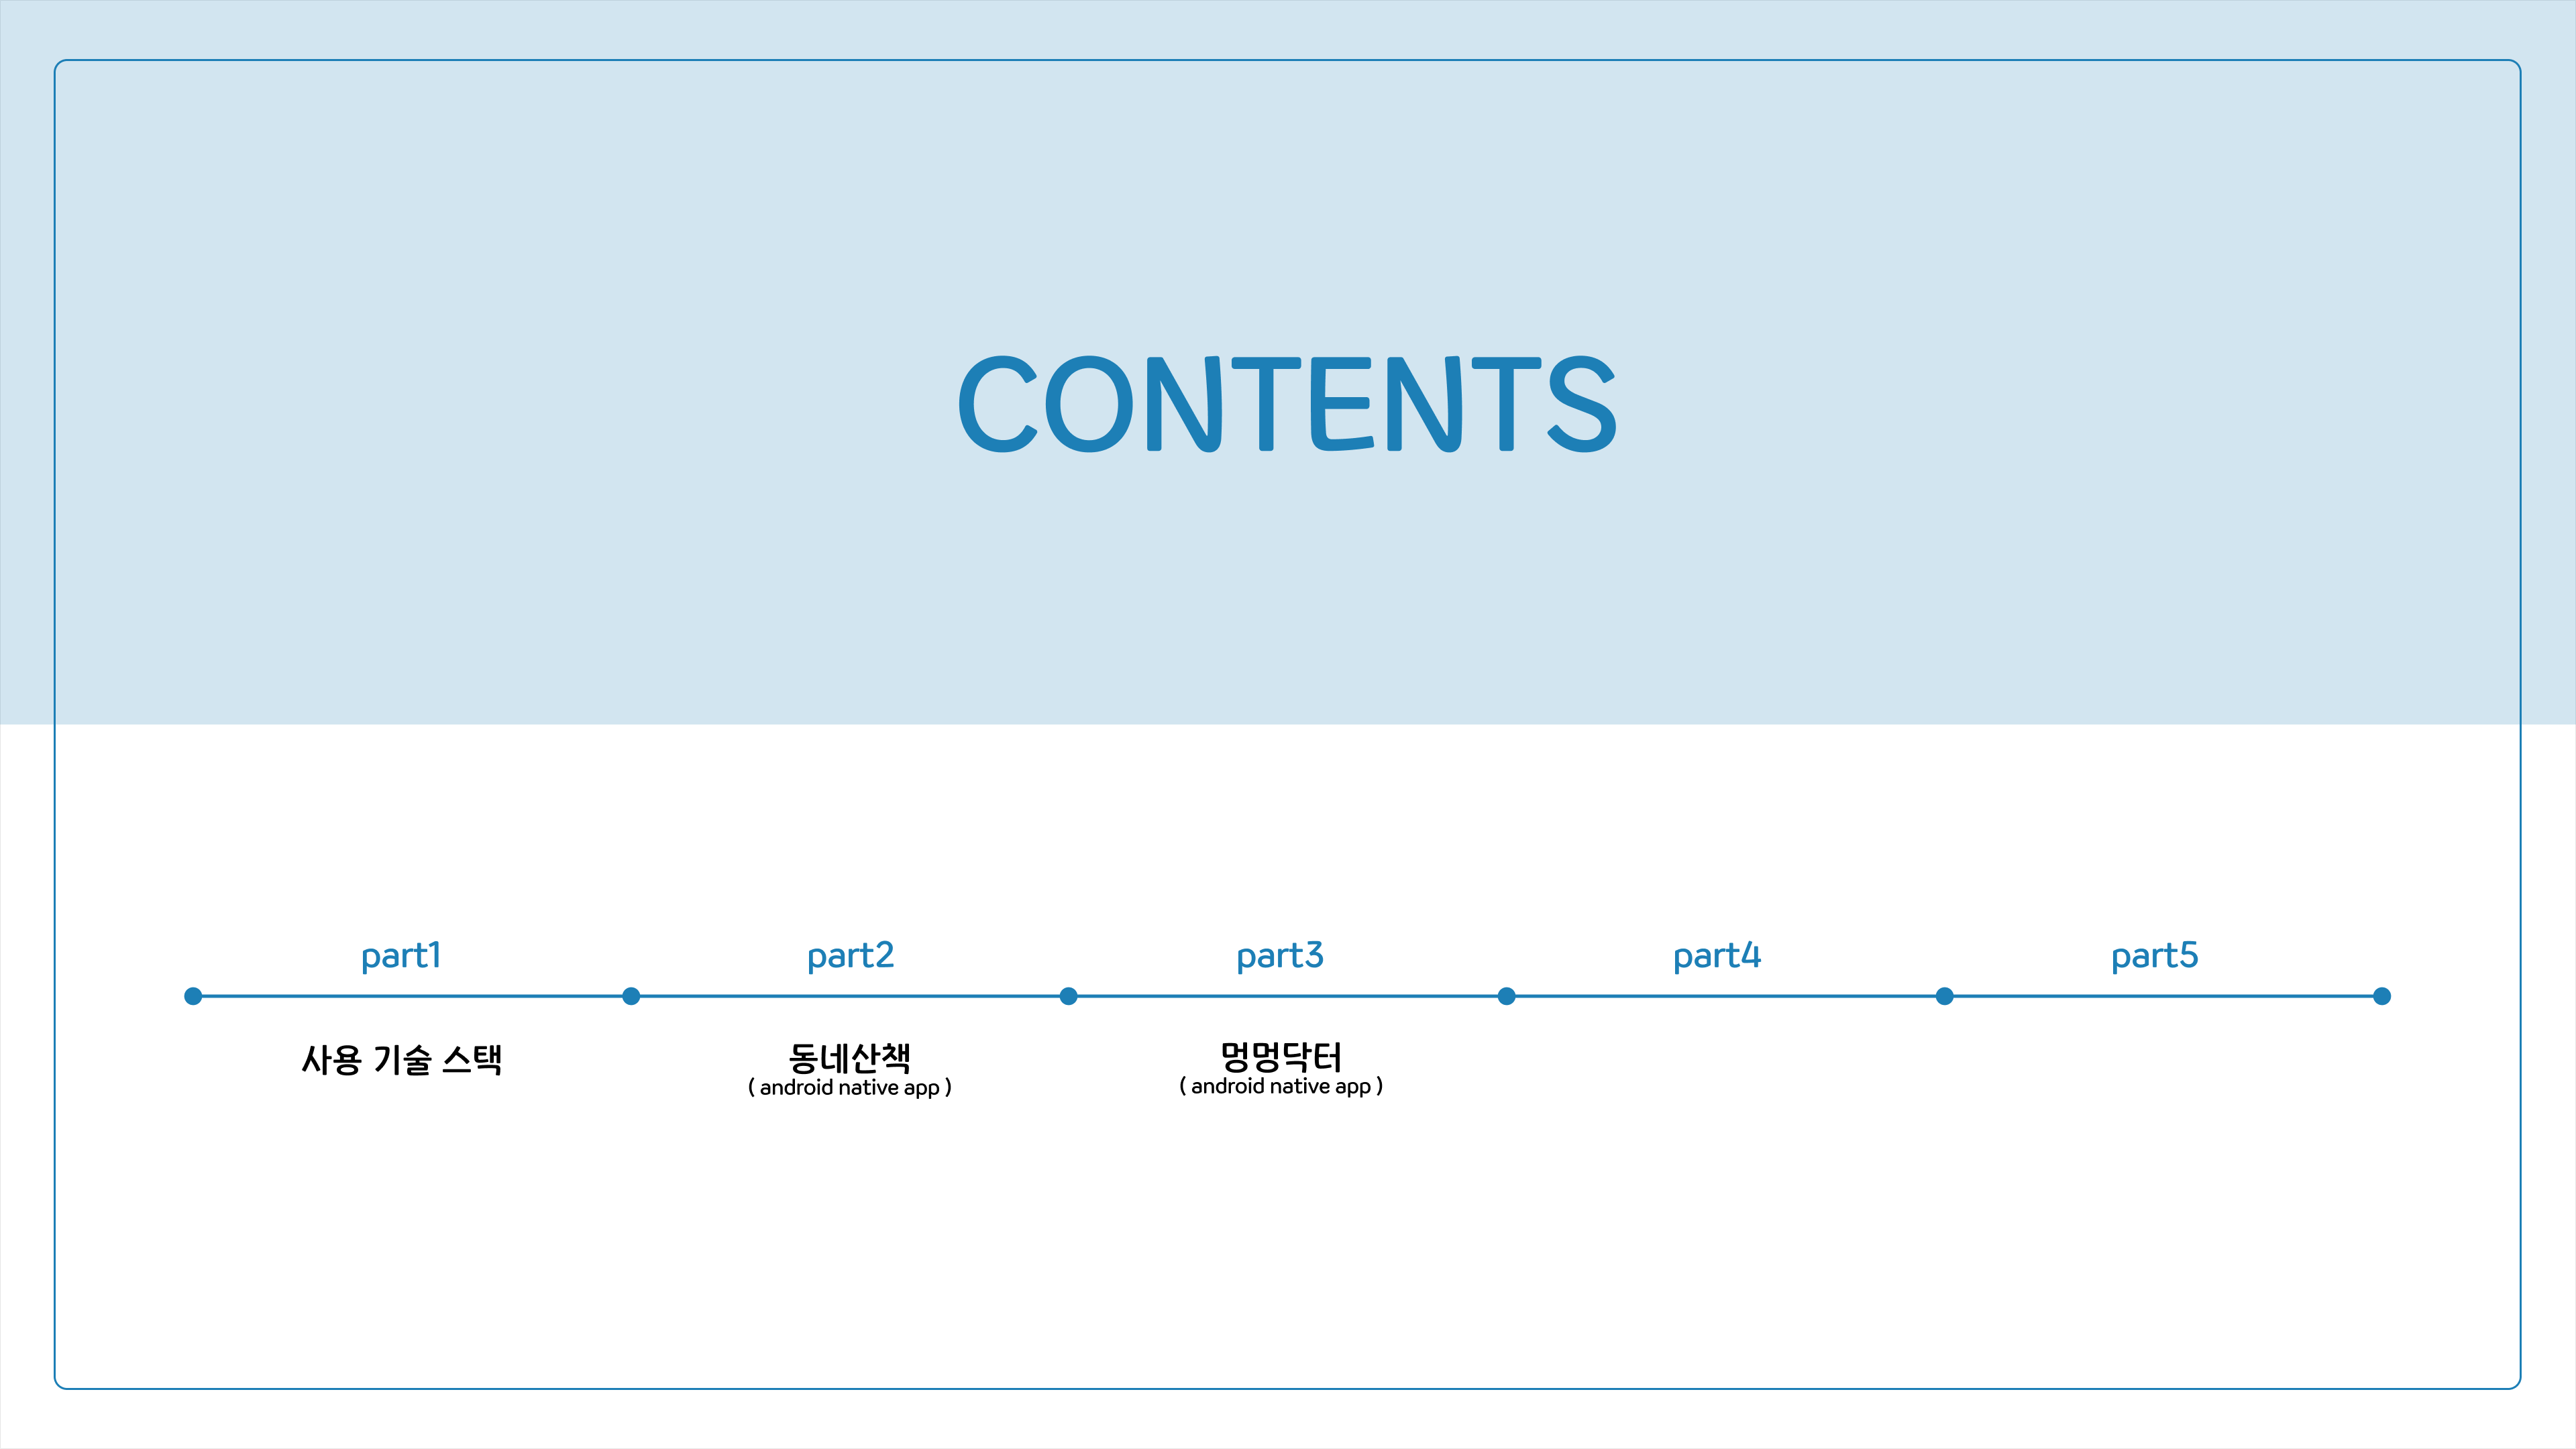 CONTENTS
part1
part2
part3
part4
part5
사용 기술 스택
동네산책
( android native app )
멍멍닥터
( android native app )